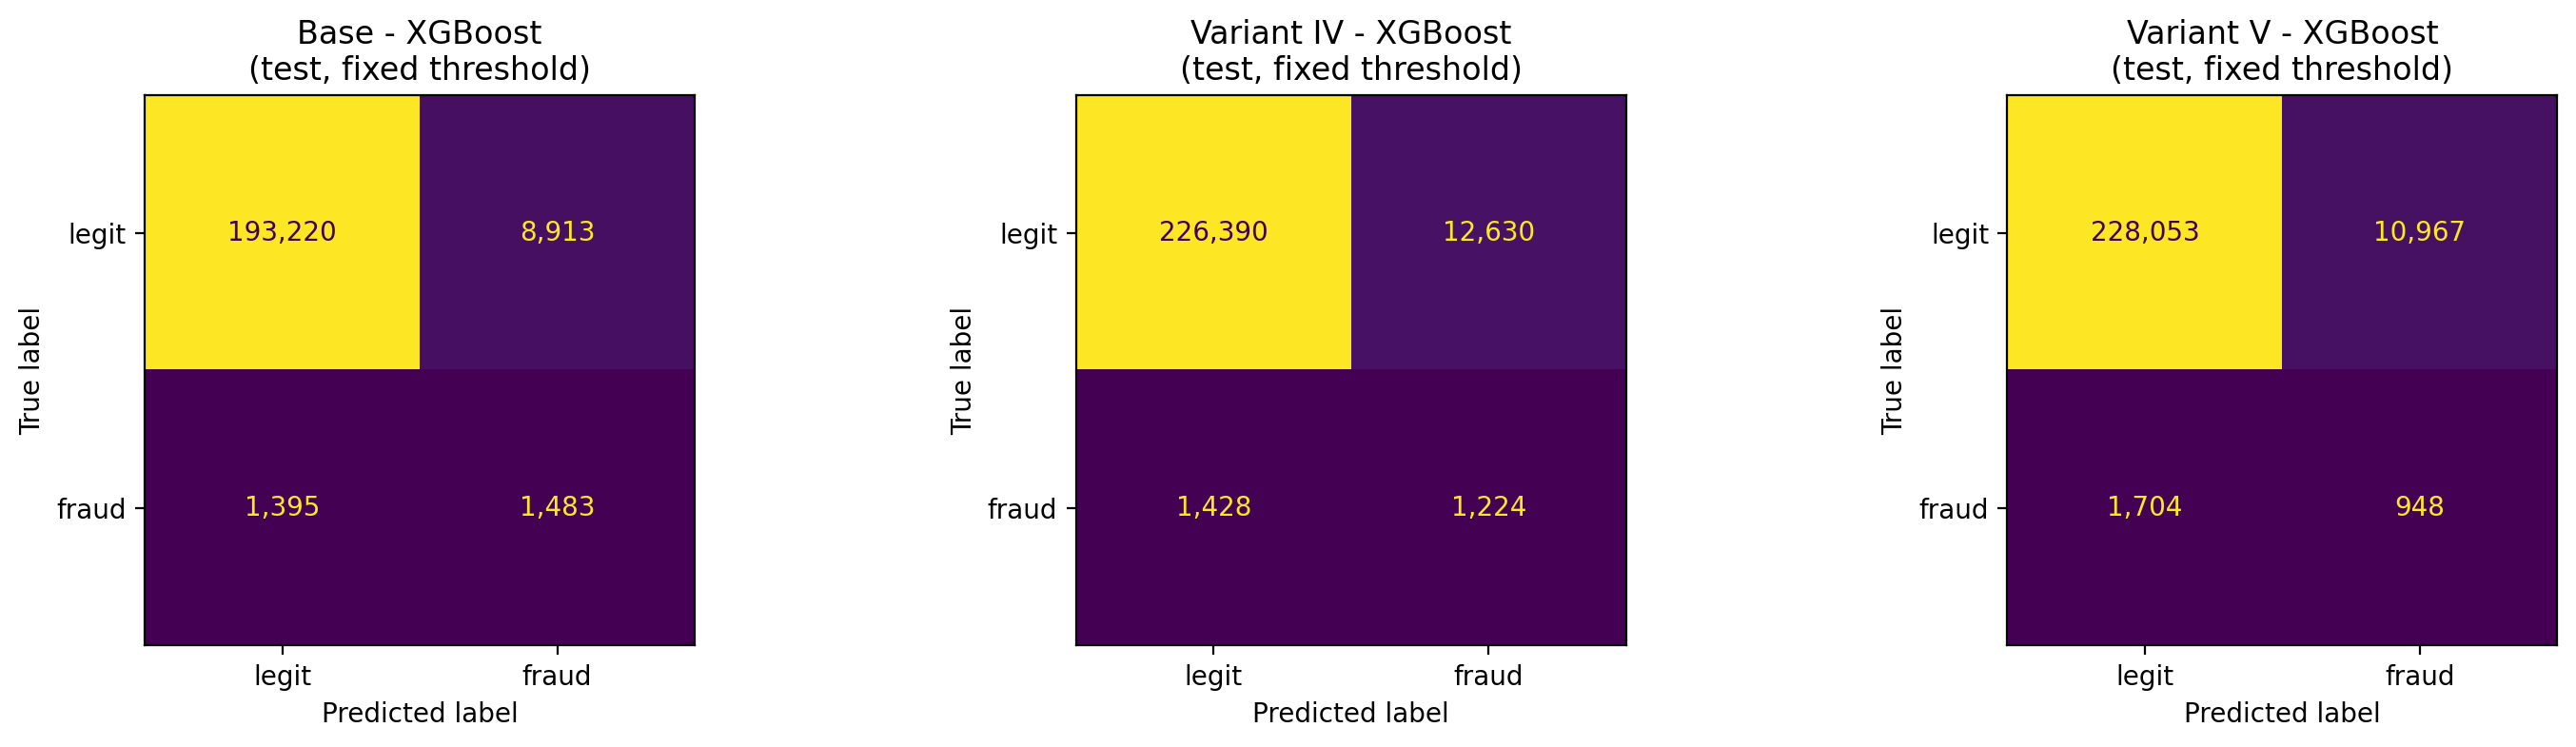 Base - XGBoost
(test, fixed threshold)
True label
legit
fraud
193,220
8,913
1,395
1,483
legit
fraud
Predicted label
Variant IV - XGBoost
(test, fixed threshold)
True label
legit
fraud
226,390
12,630
1,428
1,224
legit
fraud
Predicted label
Variant V - XGBoost
(test, fixed threshold)
True label
legit
fraud
228,053
10,967
1,704
948
legit
fraud
Predicted label